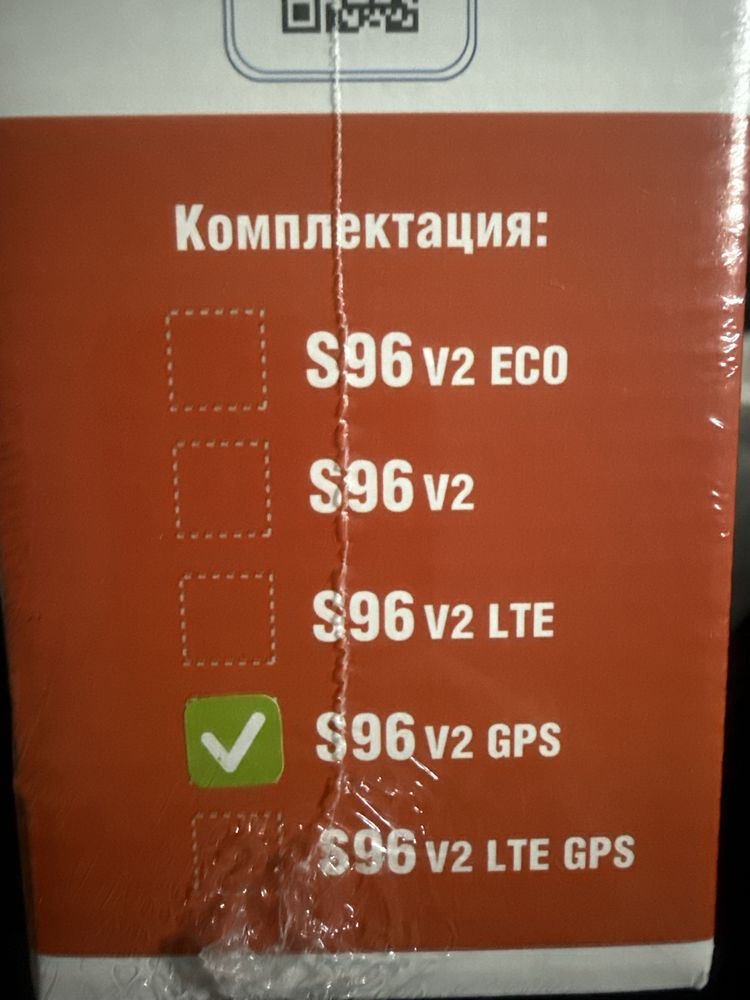 Комплектация:
S96 V2 ECO
S96 V2
S96 V2 LTE
S96 V2 GPS
S96 V2 LTE GPS